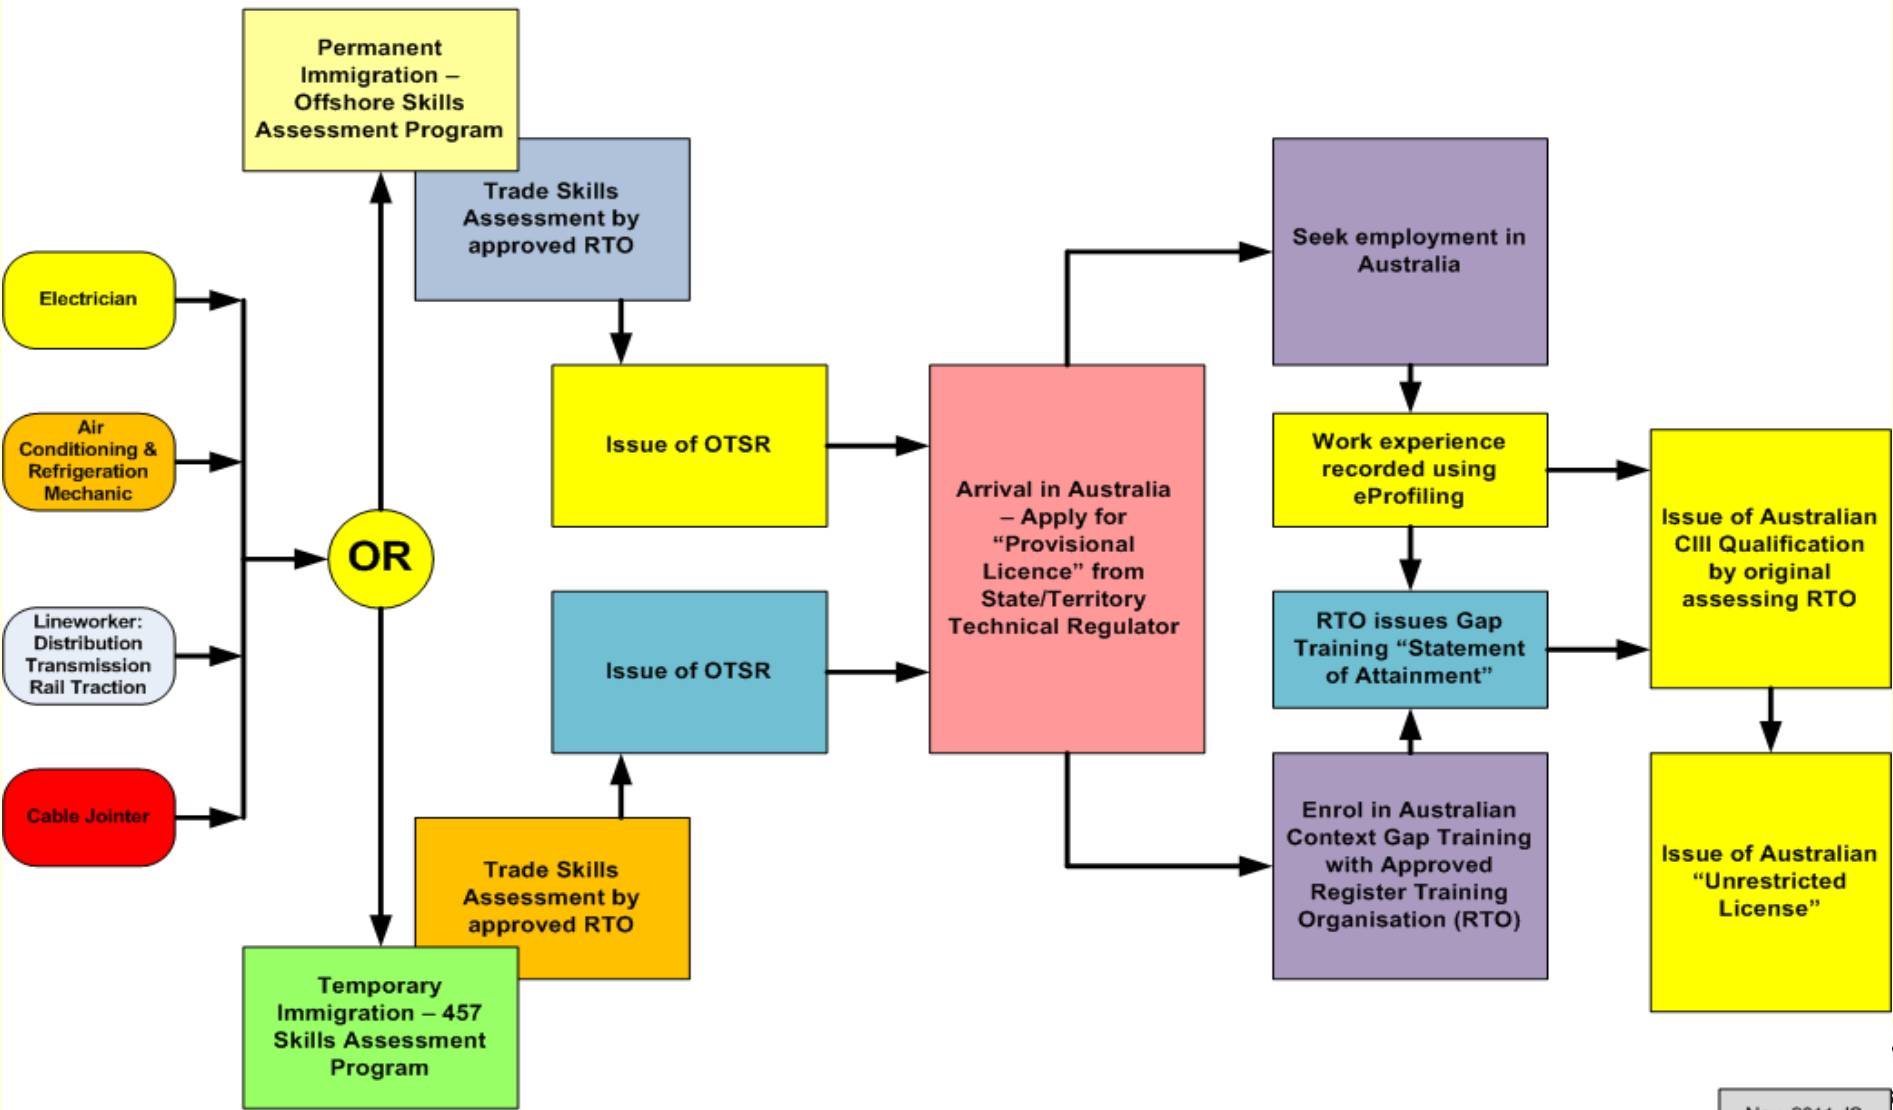 Permanent
Immigration –
Offshore Skills
Assessment Program
Trade Skills
Assessment by
approved RTO
Electrician
Air
Conditioning &
Refrigeration
Mechanic
Lineworker:
Distribution
Transmission
Rail Traction
Cable Jointer
OR
Issue of OTSR
Issue of OTSR
Trade Skills
Assessment by
approved RTO
Temporary
Immigration – 457
Skills Assessment
Program
Arrival in Australia
– Apply for
“Provisional
Licence” from
State/Territory
Technical Regulator
Seek employment in
Australia
Work experience
recorded using
eProfiling
RTO issues Gap
Training “Statement
of Attainment”
Enrol in Australian
Context Gap Training
with Approved
Register Training
Organisation (RTO)
Issue of Australian
CIII Qualification
by original
assessing RTO
Issue of Australian
“Unrestricted
License”